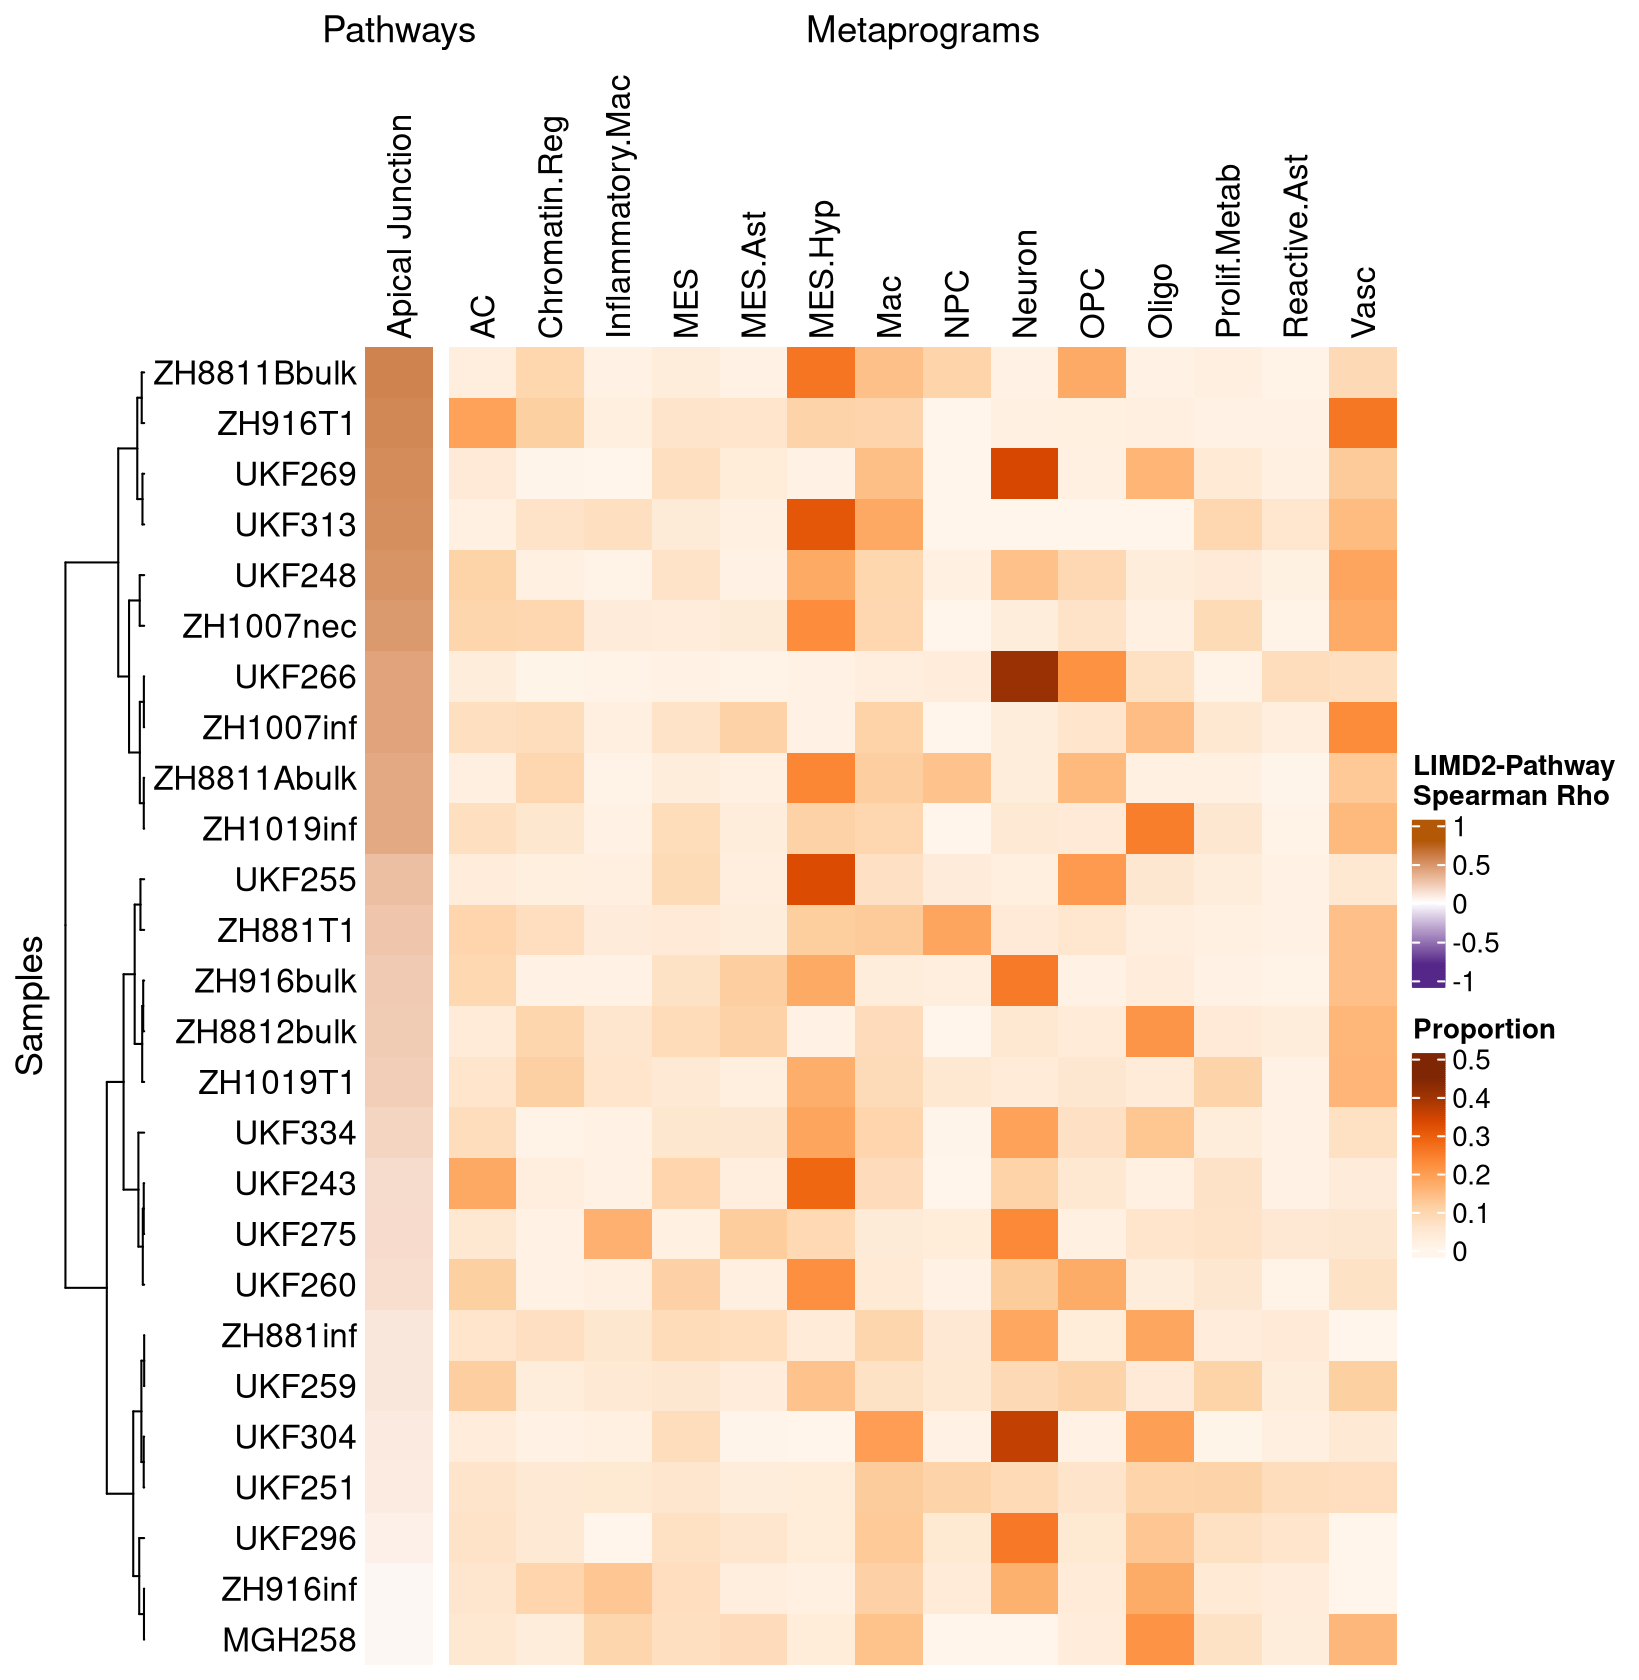 Pathways
Metaprograms
Apical Junction
AC
Chromatin.Reg
Inflammatory.Mac
MES
MES.Ast
MES.Hyp
Mac
NPC
Neuron
OPC
Oligo
Prolif.Metab
Reactive.Ast
Vasc
Samples
ZH8811Bbulk
ZH916T1
UKF269
UKF313
UKF248
ZH1007nec
UKF266
ZH1007inf
ZH8811Abulk
ZH1019inf
UKF255
ZH881T1
ZH916bulk
ZH8812bulk
ZH1019T1
UKF334
UKF243
UKF275
UKF260
ZH881inf
UKF259
UKF304
UKF251
UKF296
ZH916inf
MGH258
LIMD2-Pathway
Spearman Rho
1
0.5
0
-0.5
-1
Proportion
0.5
0.4
0.3
0.2
0.1
0